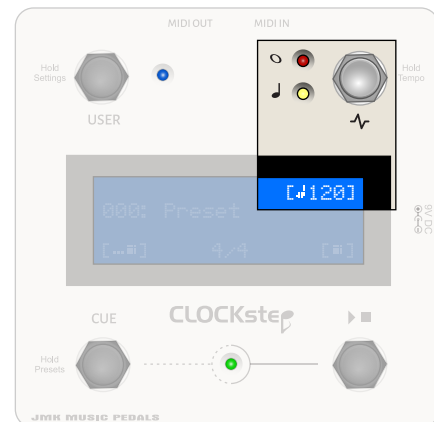 MIDI OUT MIDI IN
Hold
Settings
Hold
Tempo
USER
[♩120]
000: Preset
[…] 4/4 [ ]
9V DC
CUE CLOCKstep
Hold
Presets
JMK MUSIC PEDALS